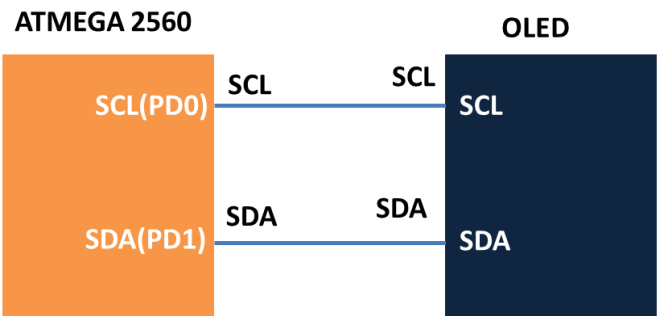 ATMEGA 2560
OLED
SCL(PD0)
SCL
SCL
SCL
SDA(PD1)
SDA
SDA
SDA